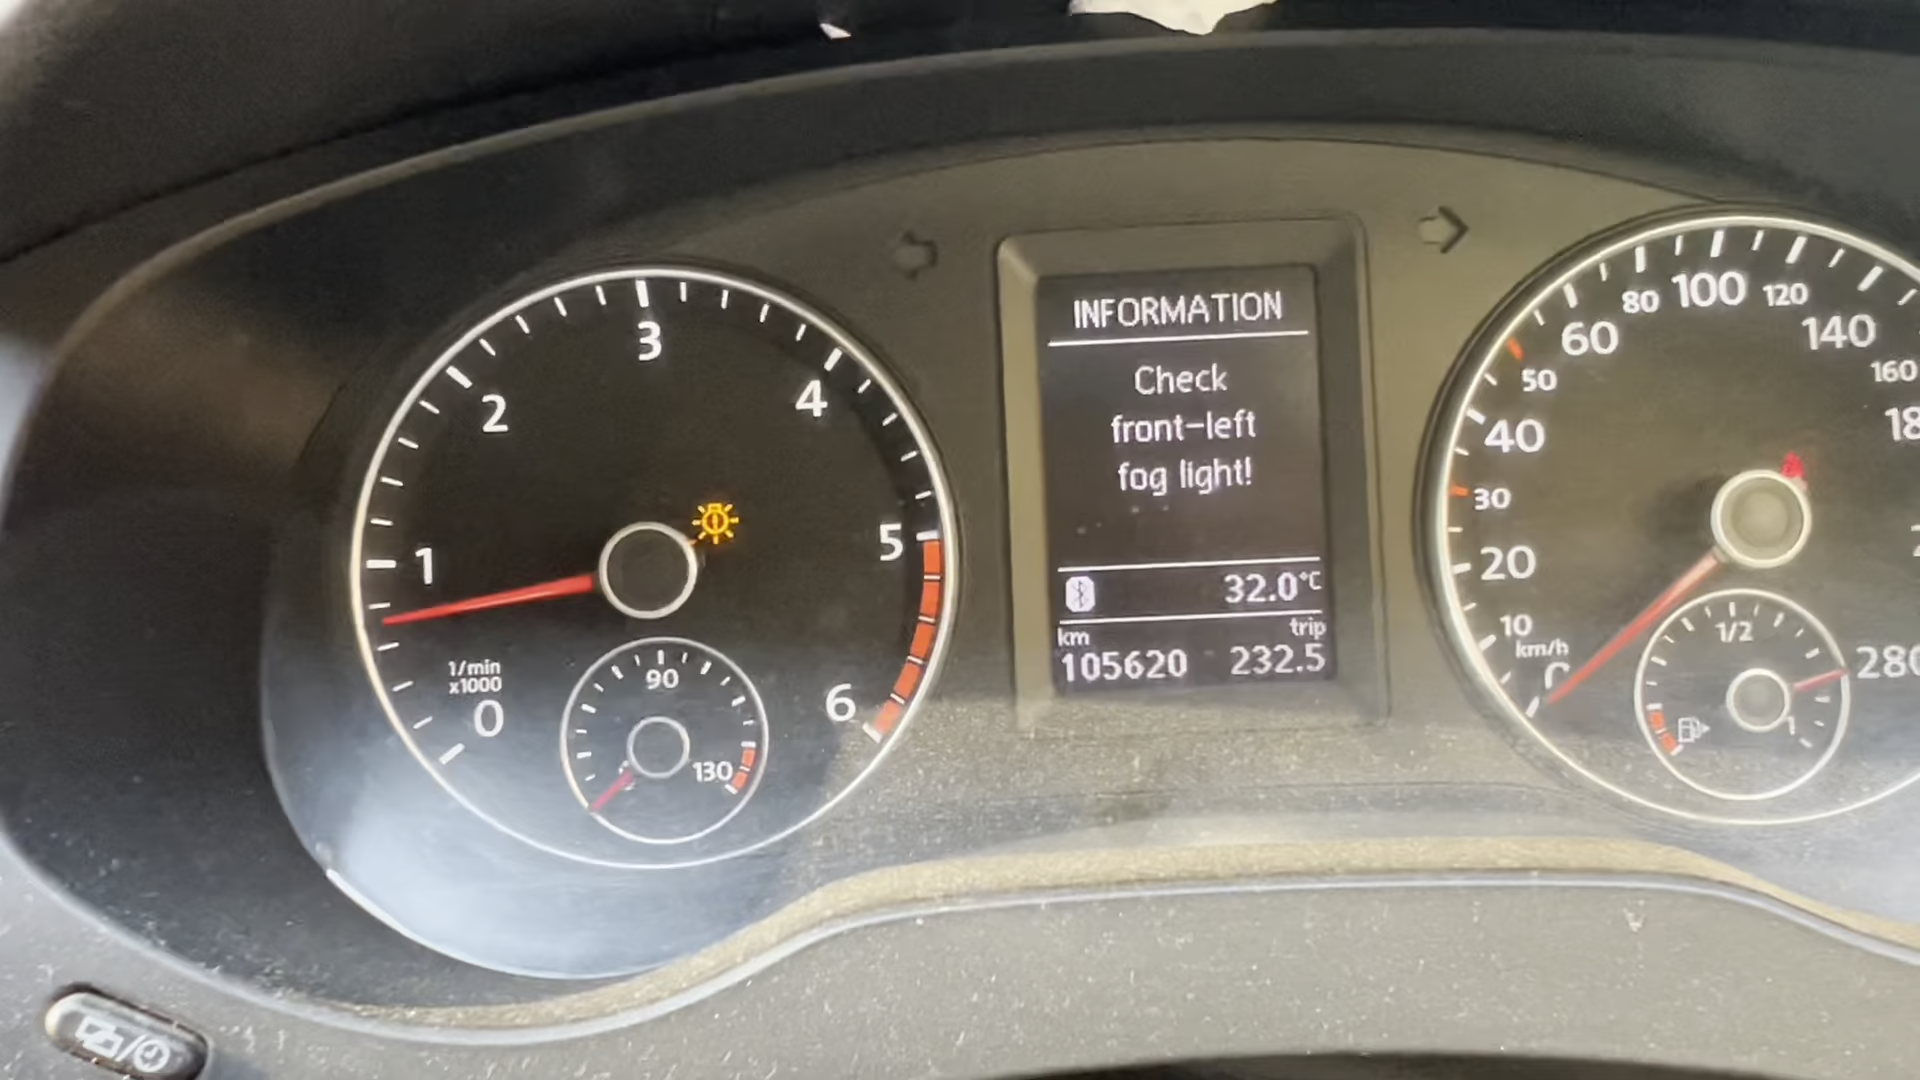 3
2
4
1
5
1/min
x1000
0
6
90
130
INFORMATION
Check
front-left
fog light!
32.0°C
km
trip
105620
232.5
80
100
120
60
140
50
160
40
30
20
10
km/h
1/2
1
280